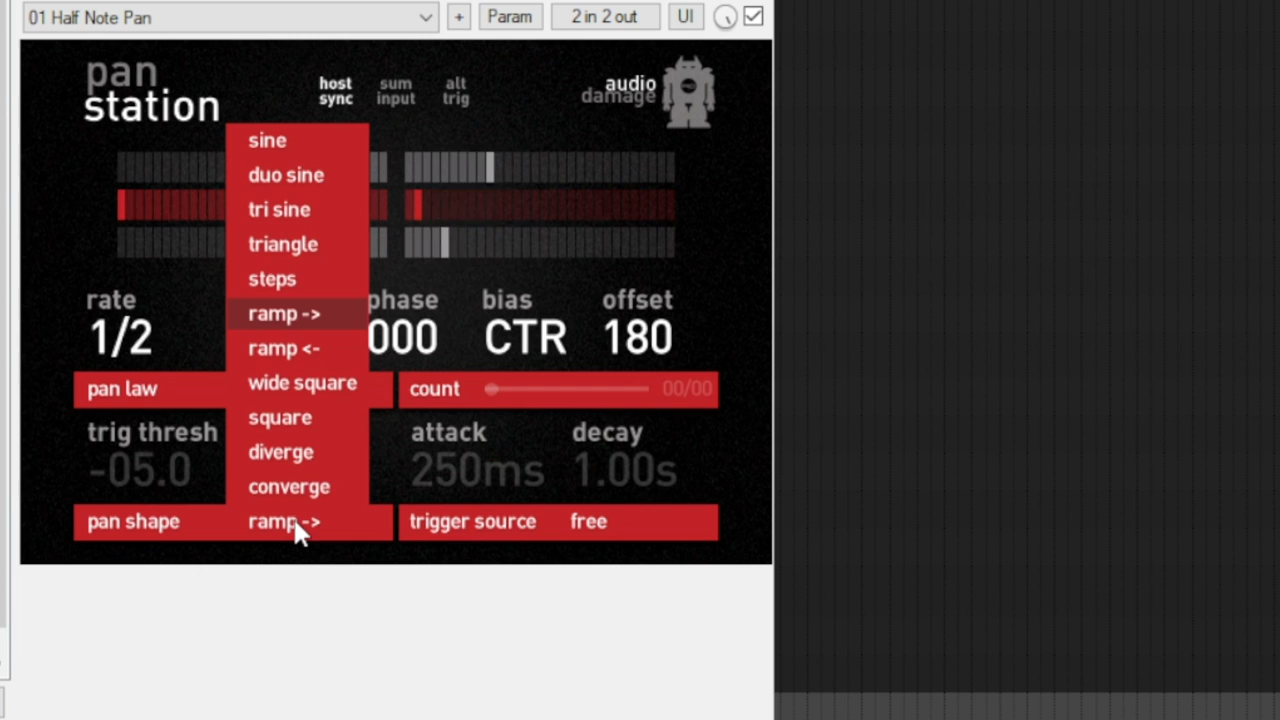 01 Half Note Pan
+
Param
2 in 2 out
UI
pan
station
host
sync
sum
input
alt
trig
audio
damage
sine
duo sine
tri sine
triangle
steps
ramp ->
ramp <-
wide square
square
diverge
converge
rate
1/2
phase
000
bias
CTR
offset
180
pan law
count
00/00
trig thresh
-05.0
attack
250ms
decay
1.00s
pan shape
ramp ->
trigger source
free